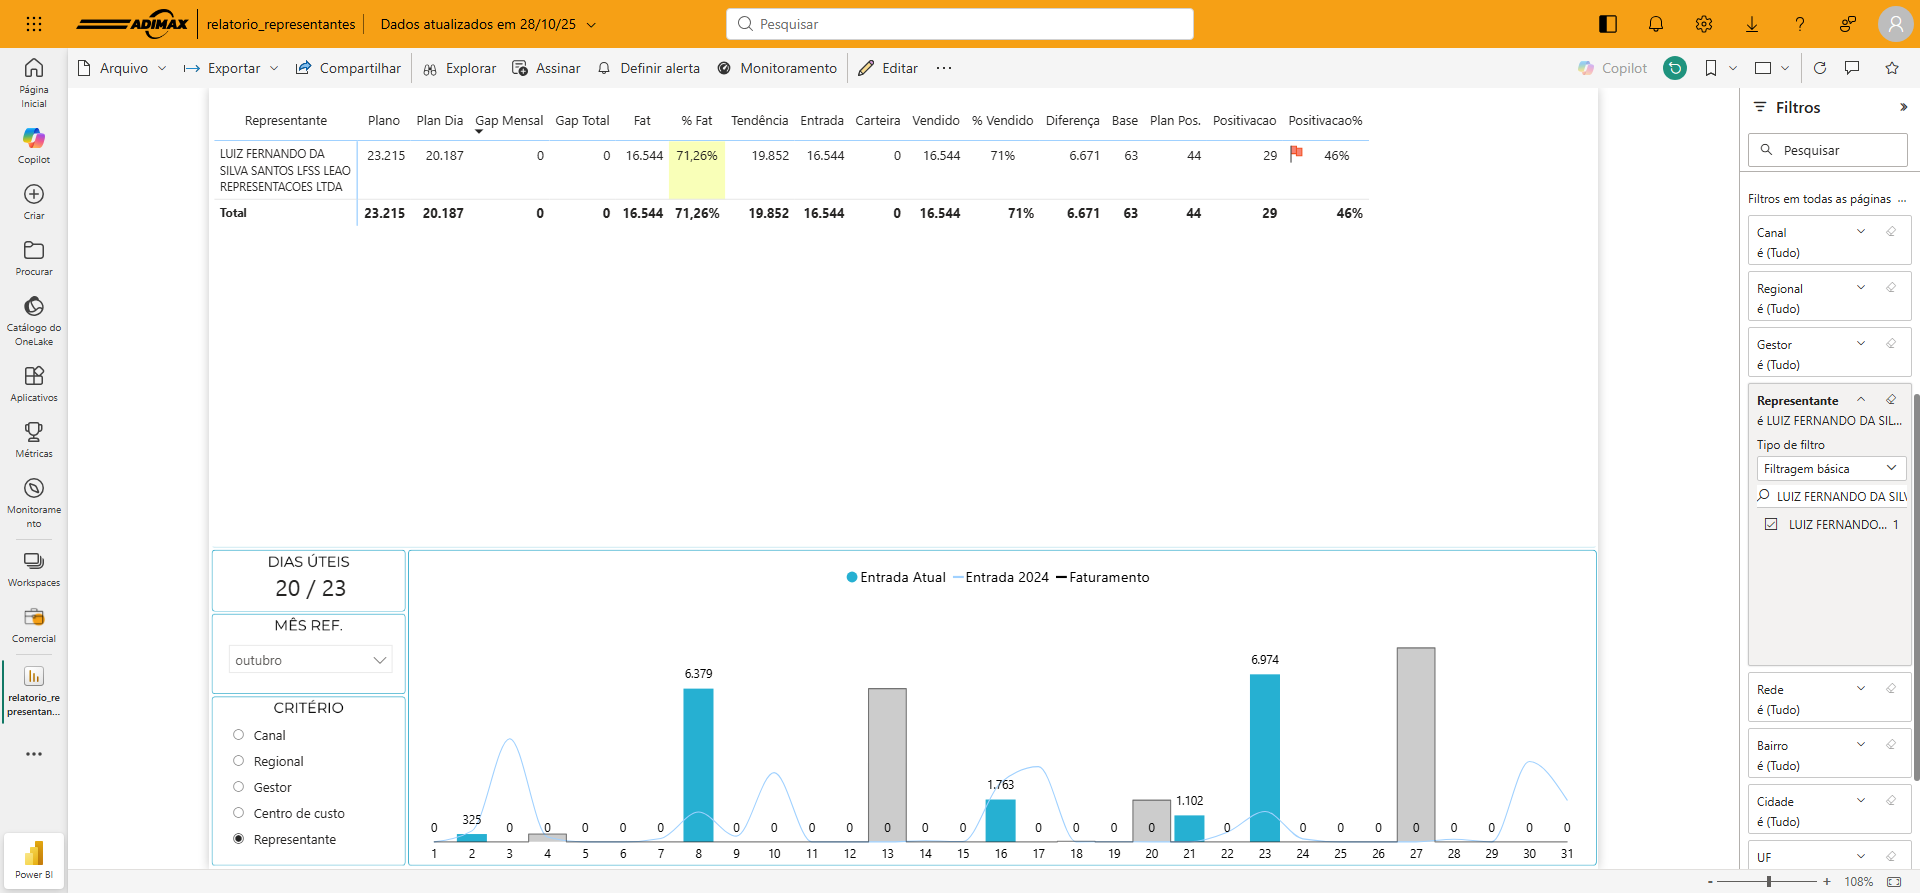 ADIMAX relatorio_representantes Dados atualizados em 28/10/25 Pesquisar
Arquivo Exportar Compartilhar Explorar Assinar Definir alerta Monitoramento Editar ... Copilot
Página Inicial
Copilot
Criar
Procurar
Catálogo do OneLake
Aplicativos
Métricas
Monitorame
nto
Workspaces
Comercial
relatorio_re
presentan...
...
Power BI
Representante Plano Plan Dia Gap Mensal Gap Total Fat % Fat Tendência Entrada Carteira Vendido % Vendido Diferença Base Plan Pos. Positivacao Positivacao%
LUIZ FERNANDO DA
SILVA SANTOS LFSS LEAO
REPRESENTACOES LTDA
23.215 20.187 0 0 16.544 71,26% 19.852 16.544 0 16.544 71% 6.671 63 44 29 46%
Total 23.215 20.187 0 0 16.544 71,26% 19.852 16.544 0 16.544 71% 6.671 63 44 29 46%
DIAS ÚTEIS
20 / 23
MÊS REF.
outubro
CRITÉRIO
Canal
Regional
Gestor
Centro de custo
Representante
Entrada Atual Entrada 2024 Faturamento
6.974
6.379
1.763
1.102
325
0 0 0 0 0 0 0 0 0 0 0 0 0 0 0 0 0 0 0 0 0 0 0 0 0 0
1 2 3 4 5 6 7 8 9 10 11 12 13 14 15 16 17 18 19 20 21 22 23 24 25 26 27 28 29 30 31
Filtros
Pesquisar
Filtros em todas as páginas ...
Canal
é (Tudo)
Regional
é (Tudo)
Gestor
é (Tudo)
Representante
é LUIZ FERNANDO DA SIL...
Tipo de filtro
Filtragem básica
LUIZ FERNANDO DA SILV
LUIZ FERNANDO... 1
Rede
é (Tudo)
Bairro
é (Tudo)
Cidade
é (Tudo)
UF
- + 108%